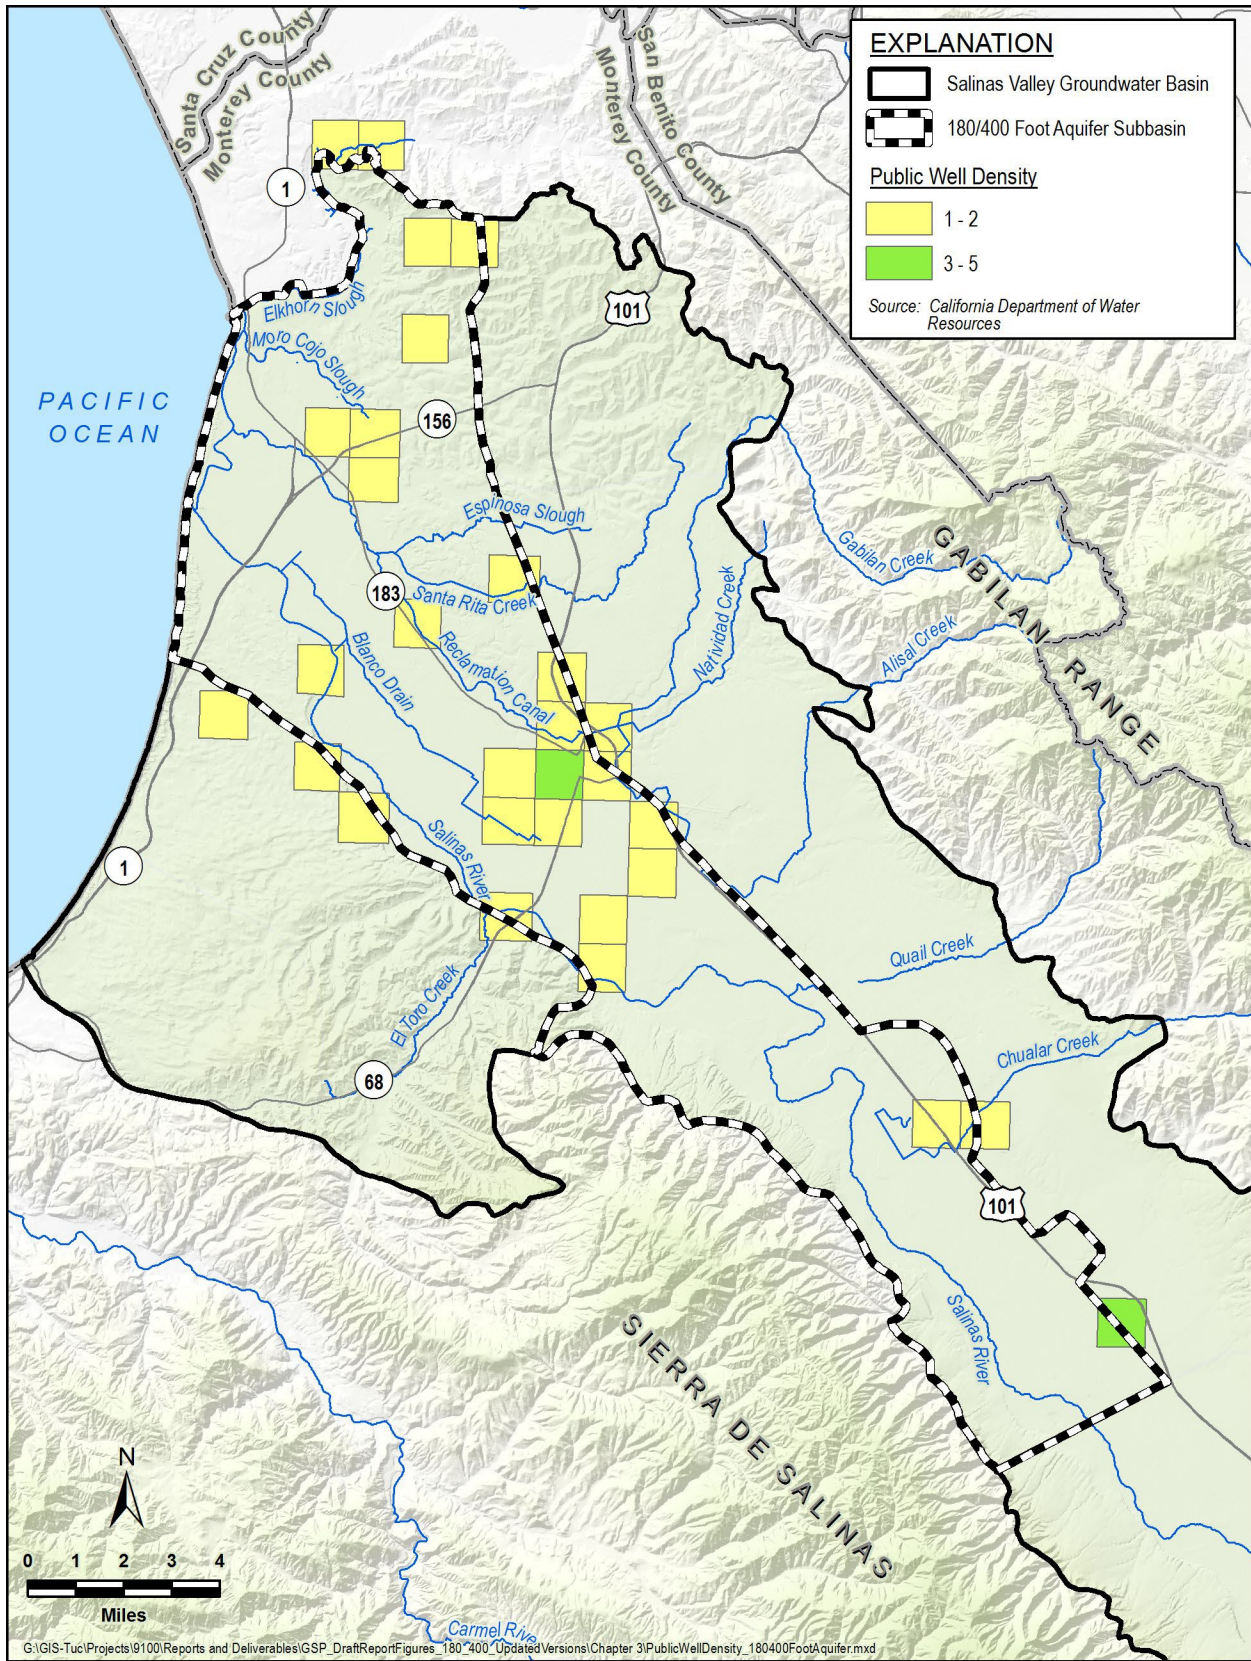 EXPLANATION
Salinas Valley Groundwater Basin
180/400 Foot Aquifer Subbasin
Public Well Density
1 - 2
3 - 5
Source: California Department of Water
Resources
Santa Cruz County
Monterey County
San Benito County
Monterey County
1
101
Elkhorn Slough
Moro Cojo Slough
PACIFIC
OCEAN
156
Espinosa Slough
Gabilan Creek
GABILAN RANGE
183
Santa Rita Creek
Natividad Creek
Alisal Creek
Reclamation Canal
Blanco Drain
Salinas River
1
Quail Creek
El Toro Creek
Chualar Creek
68
101
Salinas River
SIERRA DE SALINAS
N
0 1 2 3 4
Miles
Carmel River
G:\GIS-Tuc\Projects\9100\Reports and Deliverables\GSP_DraftReportFigures_180_400_UpdatedVersions\Chapter 3\PublicWellDensity_180400FootAquifer.mxd